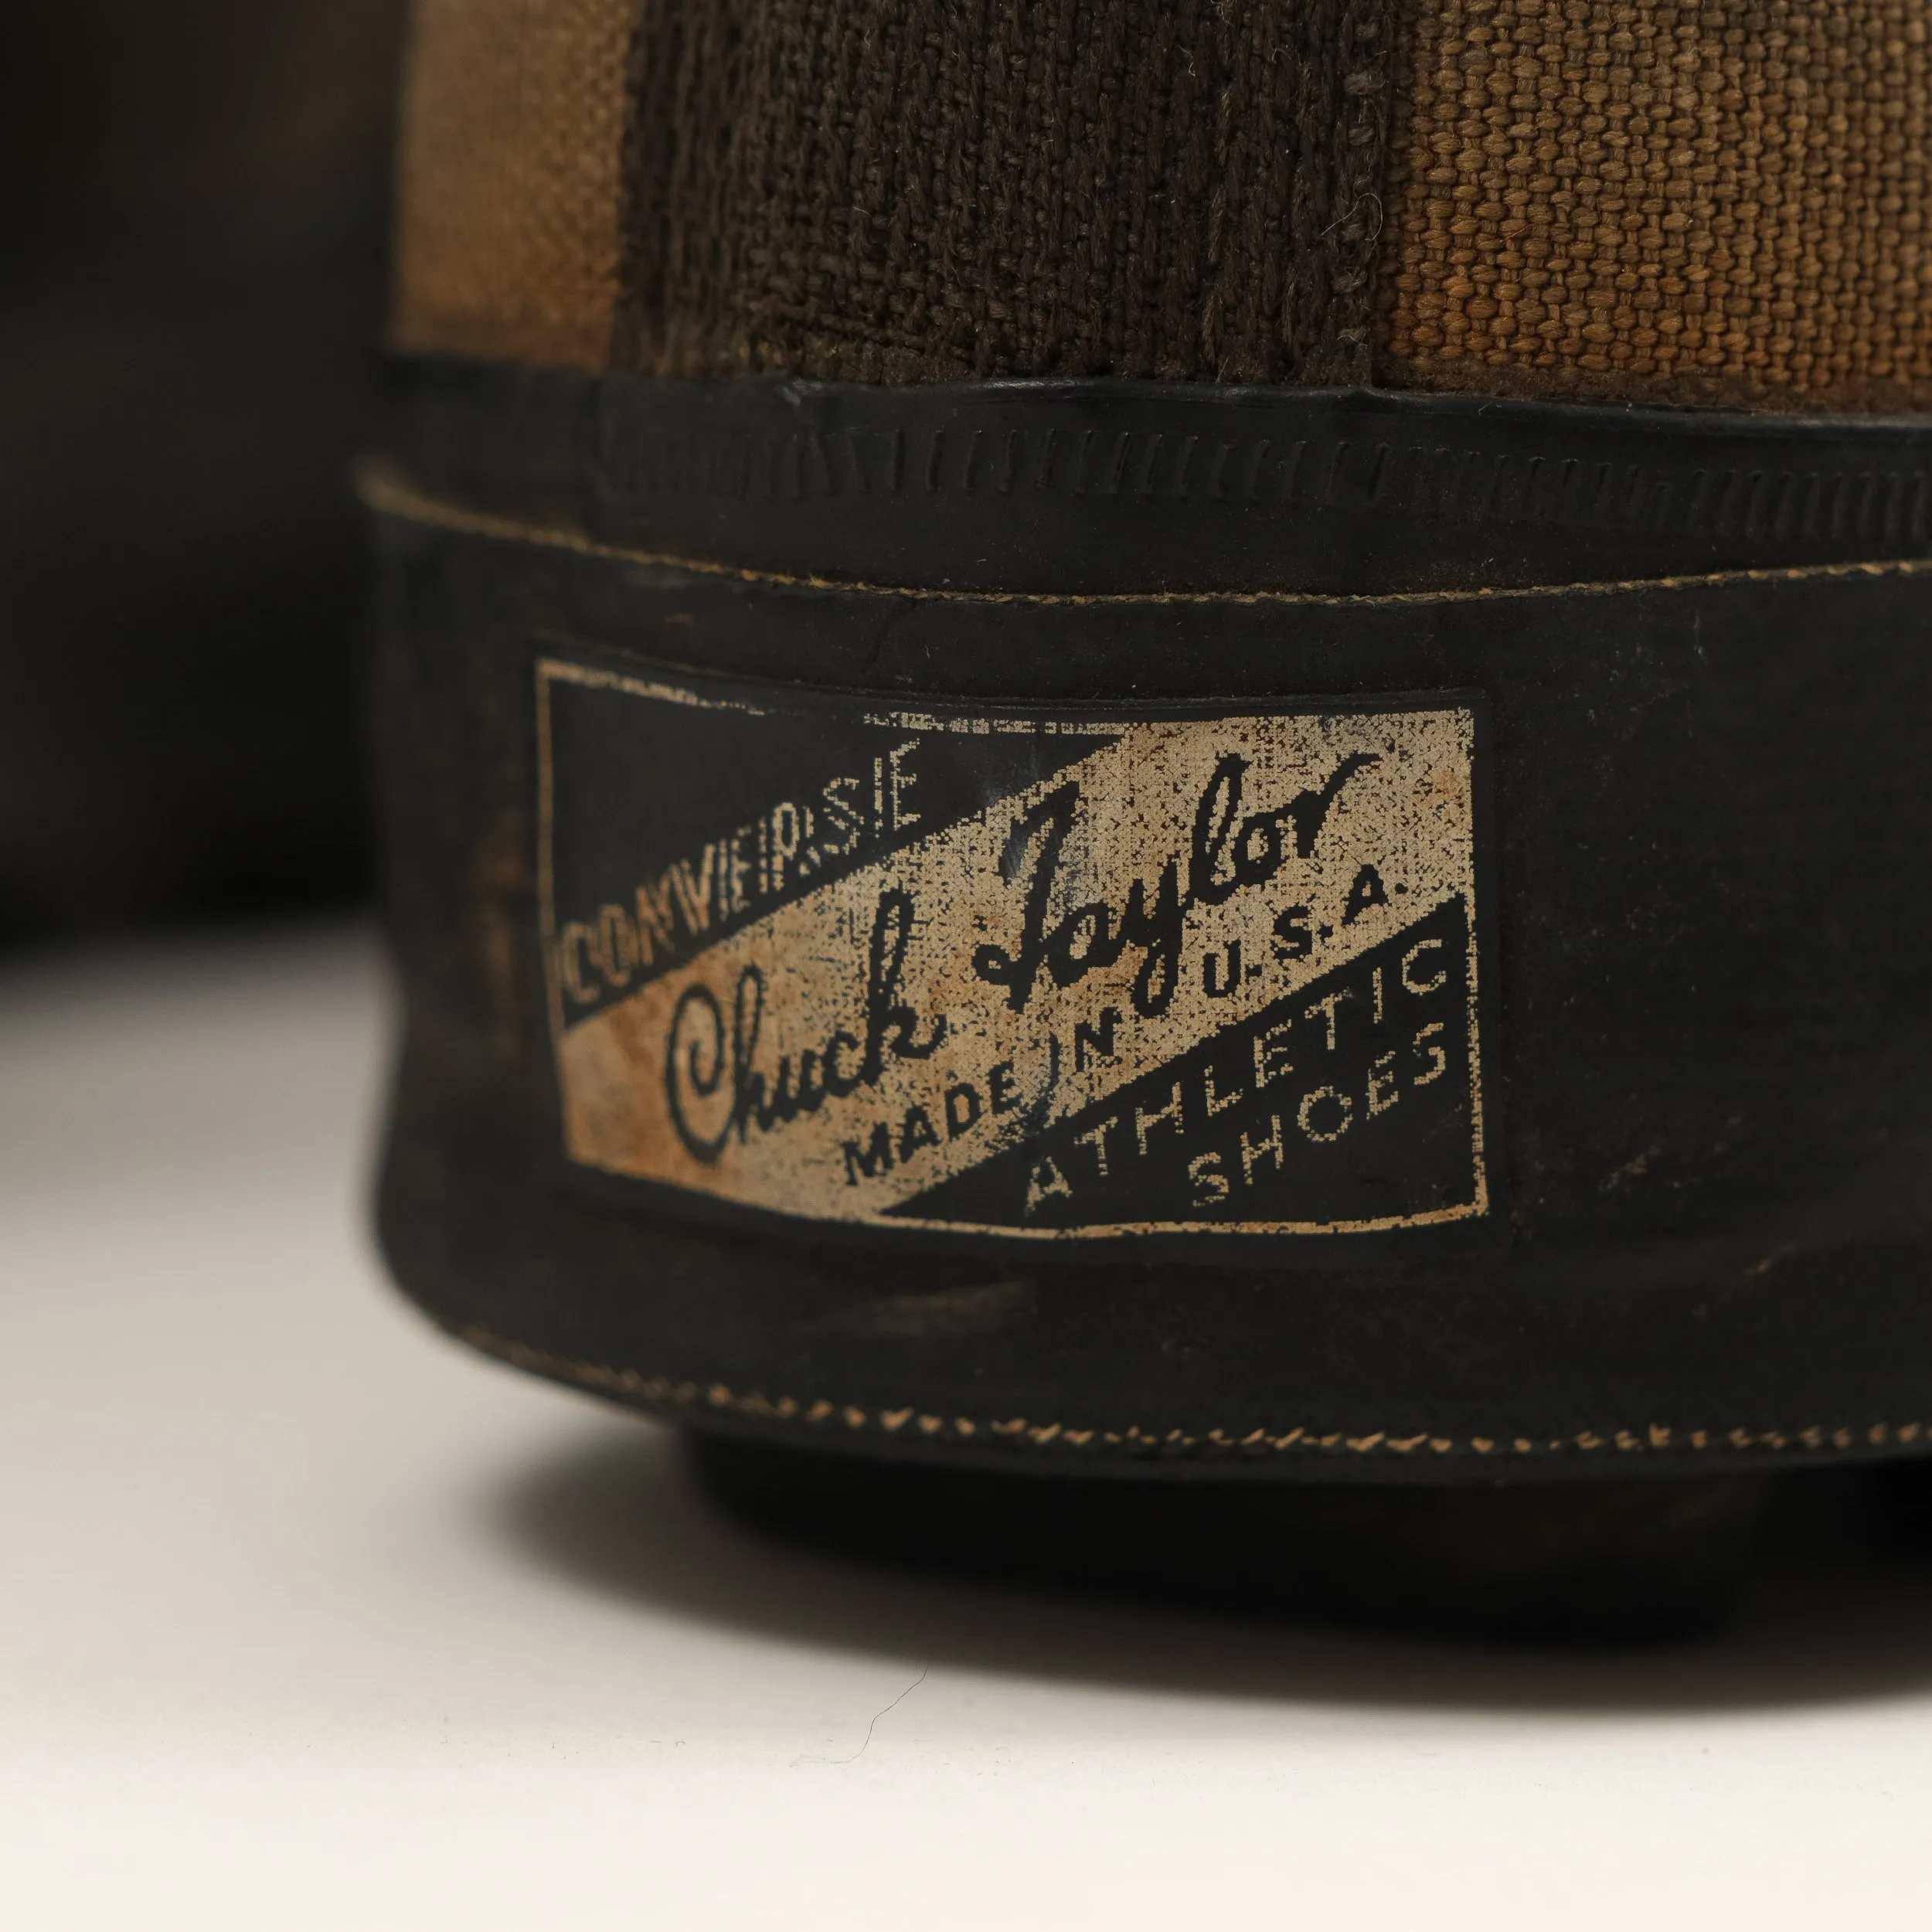 CONVERSE
Chuck Taylor
MADE IN U.S.A.
ATHLETIC
SHOES